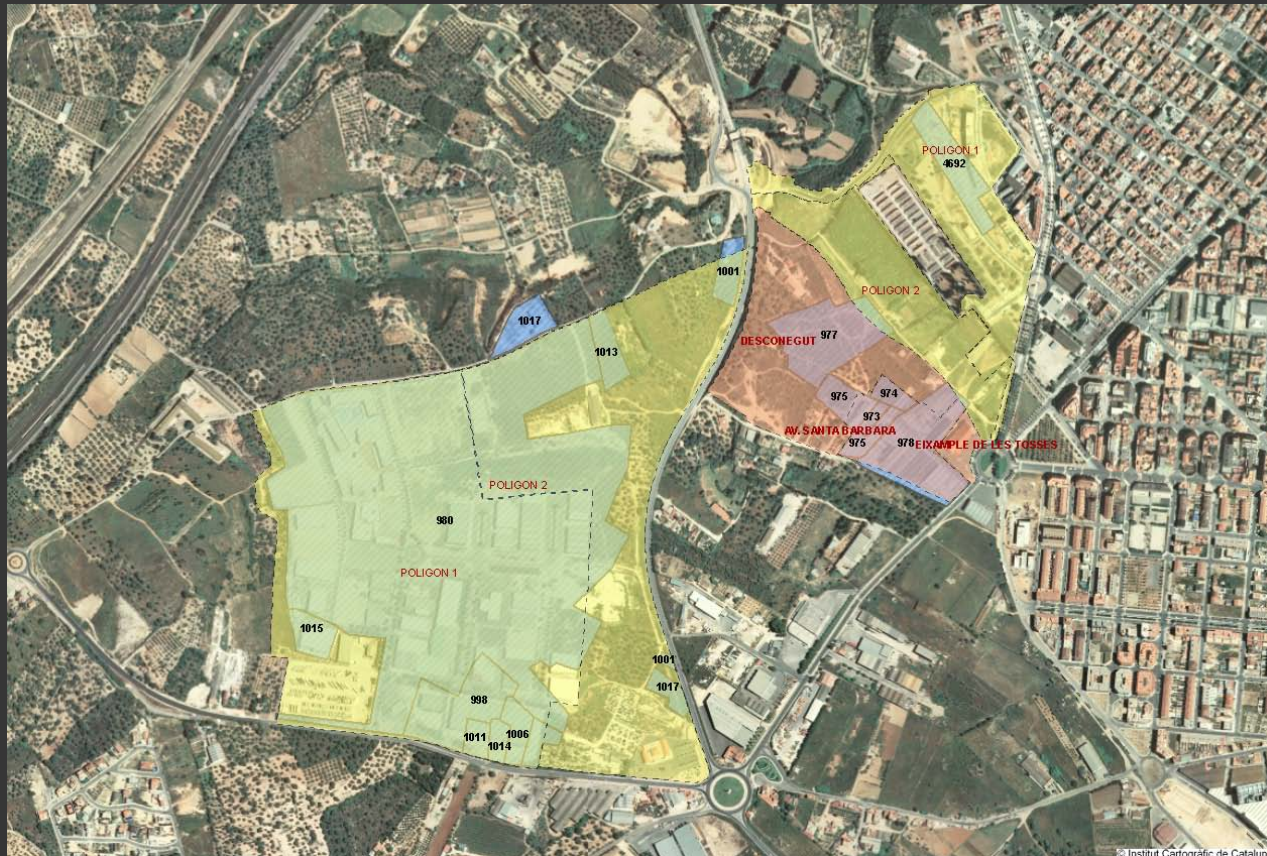 POLIGON 1
4692
1001
POLIGON 2
1017
977
DESCONEGUT
1013
975
974
973
AV. SANTA BARBARA
975
978
EIXAMPLE DE LES TOSSES
POLIGON 2
980
POLIGON 1
1015
1001
1017
998
1011
1006
1014
© Institut Cartogràfic de Catalun